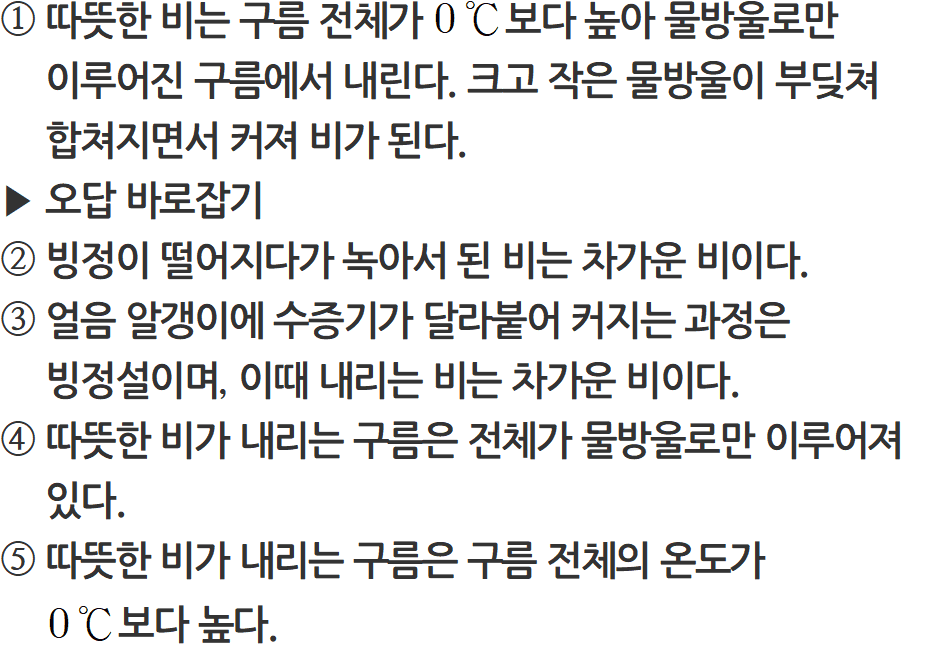 ① 따뜻한 비는 구름 전체가 0 ℃보다 높아 물방울로만
이루어진 구름에서 내린다. 크고 작은 물방울이 부딪쳐
합쳐지면서 커져 비가 된다.
▶ 오답 바로잡기
② 빙정이 떨어지다가 녹아서 된 비는 차가운 비이다.
③ 얼음 알갱이에 수증기가 달라붙어 커지는 과정은
빙정설이며, 이때 내리는 비는 차가운 비이다.
④ 따뜻한 비가 내리는 구름은 전체가 물방울로만 이루어져
있다.
⑤ 따뜻한 비가 내리는 구름은 구름 전체의 온도가
0 ℃보다 높다.